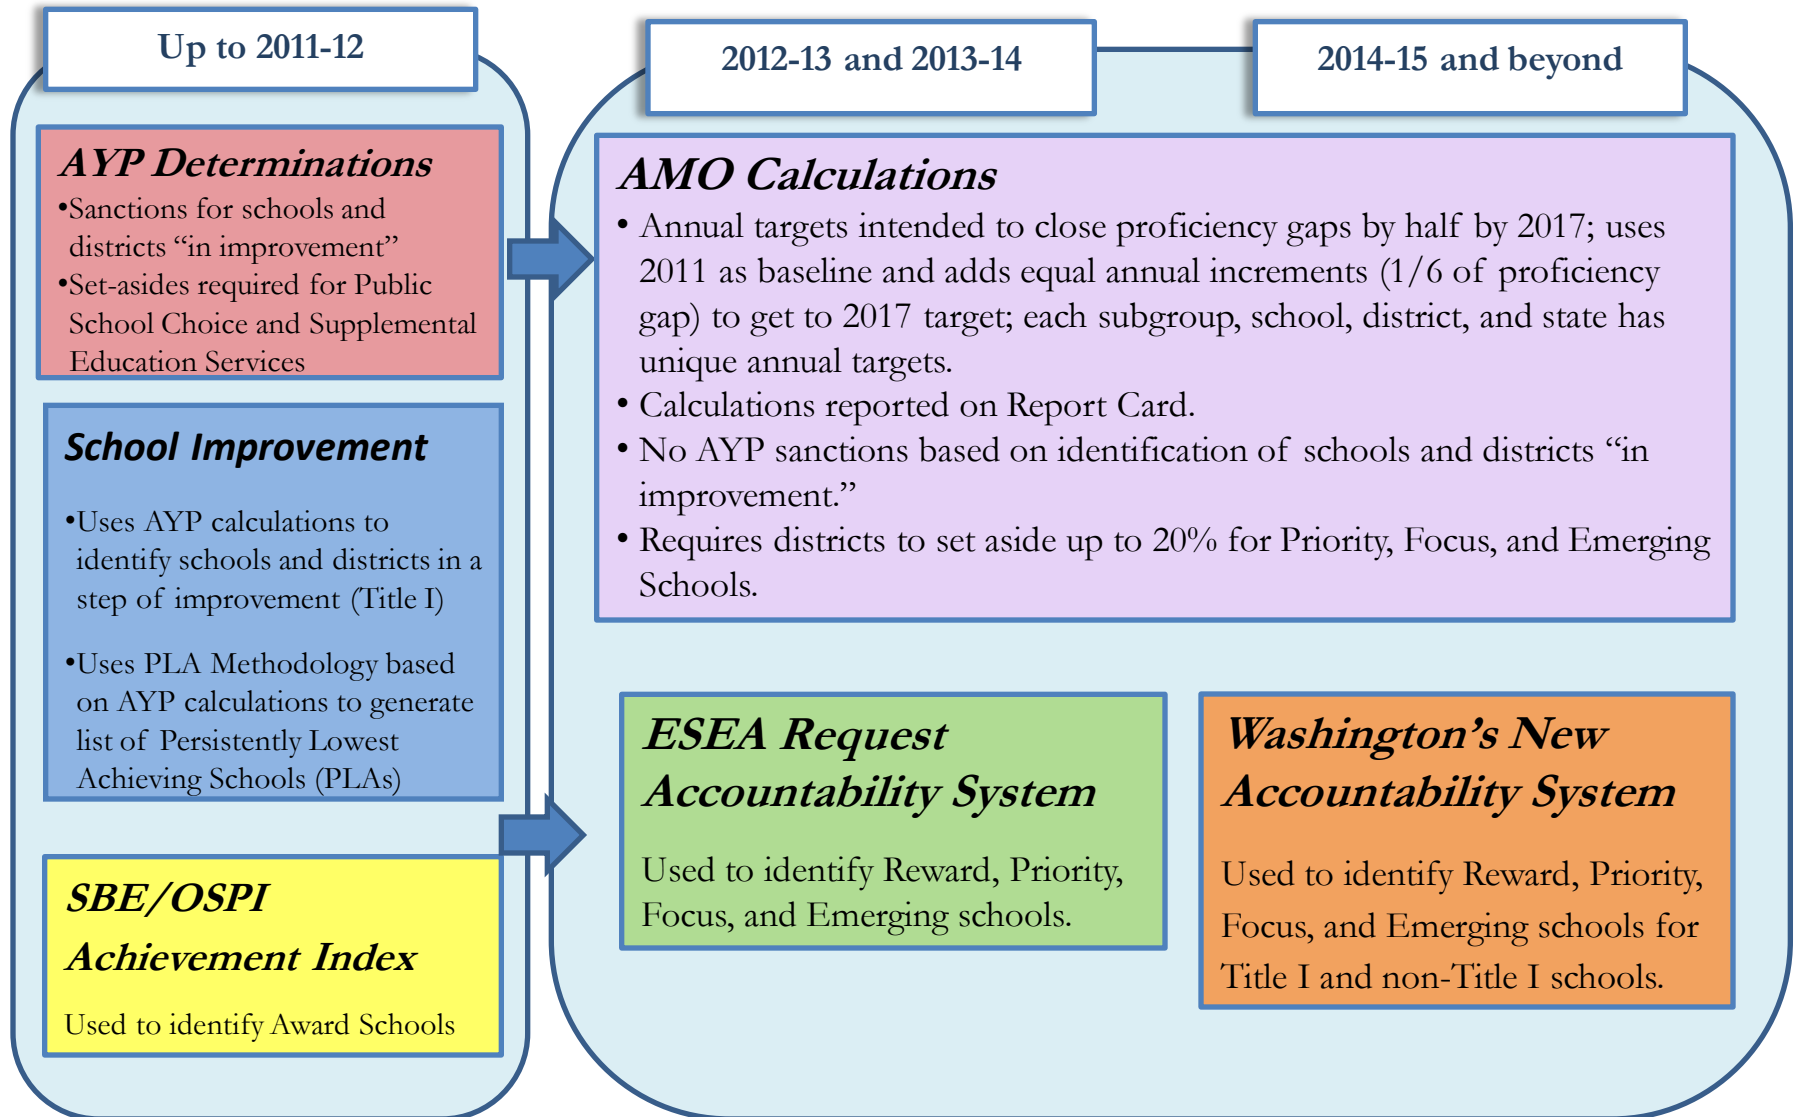 Up to 2011-12
AYP Determinations
•Sanctions for schools and
districts “in improvement”
•Set-asides required for Public
School Choice and Supplemental
Education Services
School Improvement
•Uses AYP calculations to
identify schools and districts in a
step of improvement (Title I)
•Uses PLA Methodology based
on AYP calculations to generate
list of Persistently Lowest
Achieving Schools (PLAs)
SBE/OSPI
Achievement Index
Used to identify Award Schools
2012-13 and 2013-14
2014-15 and beyond
AMO Calculations
• Annual targets intended to close proficiency gaps by half by 2017; uses
2011 as baseline and adds equal annual increments (1/6 of proficiency
gap) to get to 2017 target; each subgroup, school, district, and state has
unique annual targets.
• Calculations reported on Report Card.
• No AYP sanctions based on identification of schools and districts “in
improvement.”
• Requires districts to set aside up to 20% for Priority, Focus, and Emerging
Schools.
ESEA Request
Accountability System
Used to identify Reward, Priority,
Focus, and Emerging schools.
Washington’s New
Accountability System
Used to identify Reward, Priority,
Focus, and Emerging schools for
Title I and non-Title I schools.